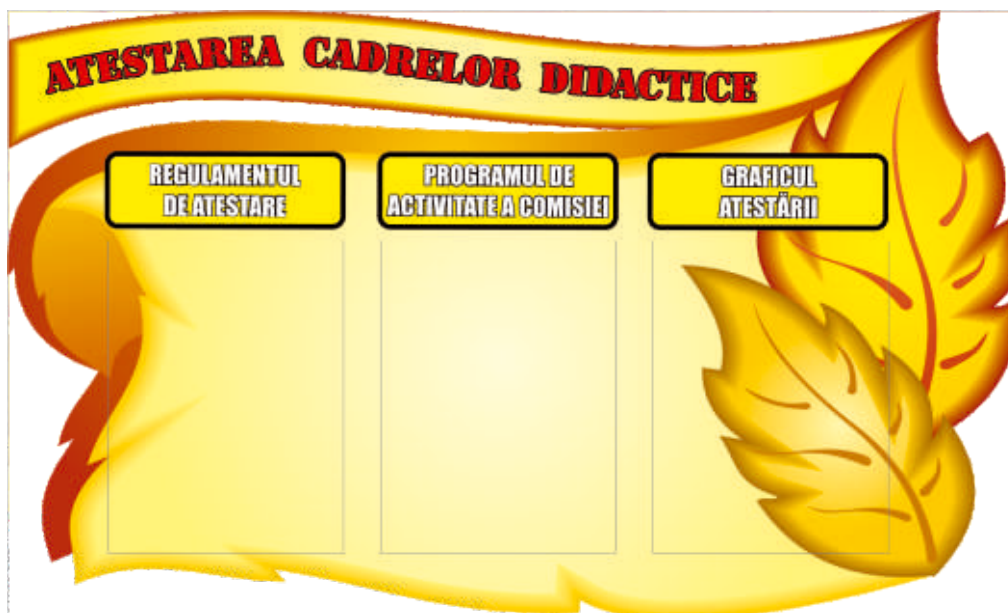 ATESTAREA CADRELOR DIDACTICE
REGULAMENTUL
DE ATESTARE
PROGRAMUL DE
ACTIVITATE A COMISIEI
GRAFICUL
ATESTĂRII